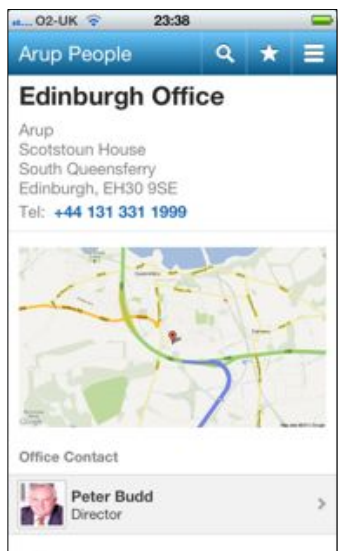 O2-UK 23:38
Arup People
Edinburgh Office
Arup
Scotstoun House
South Queensferry
Edinburgh, EH30 9SE
Tel: +44 131 331 1999
Google
Office Contact
Peter Budd
Director